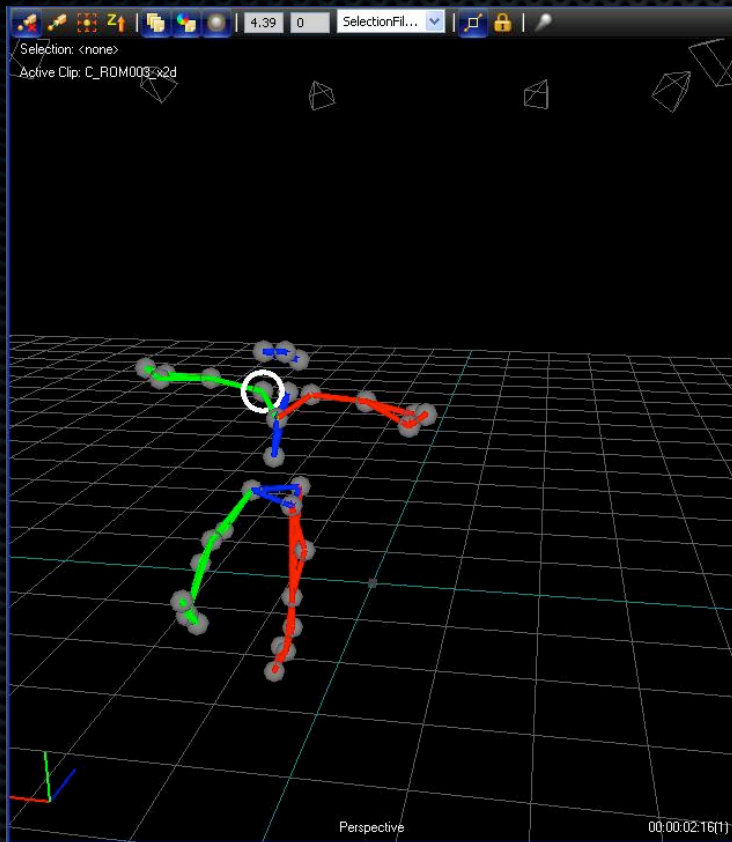 Z
4.39 0 SelectionFil...
Selection: <none>
Active Clip: C_ROM003_x2d
Perspective
00:00:02:16(1)